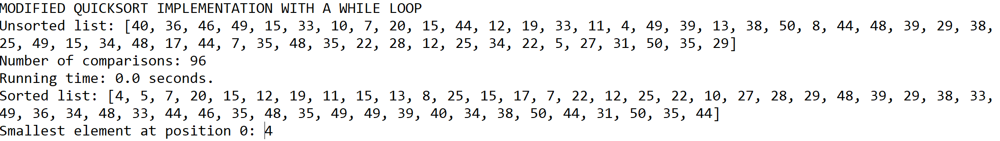 MODIFIED QUICKSORT IMPLEMENTATION WITH A WHILE LOOP
Unsorted list: [40, 36, 46, 49, 15, 33, 10, 7, 20, 15, 44, 12, 19, 33, 11, 4, 49, 39, 13, 38, 50, 8, 44, 48, 39, 29, 38,
25, 49, 15, 34, 48, 17, 44, 7, 35, 48, 35, 22, 28, 12, 25, 34, 22, 5, 27, 31, 50, 35, 29]
Number of comparisons: 96
Running time: 0.0 seconds.
Sorted list: [4, 5, 7, 20, 15, 12, 19, 11, 15, 13, 8, 25, 15, 17, 7, 22, 12, 25, 22, 10, 27, 28, 29, 48, 39, 29, 38, 33,
49, 36, 34, 48, 33, 44, 46, 35, 48, 35, 49, 49, 39, 40, 34, 38, 50, 44, 31, 50, 35, 44]
Smallest element at position 0: 4